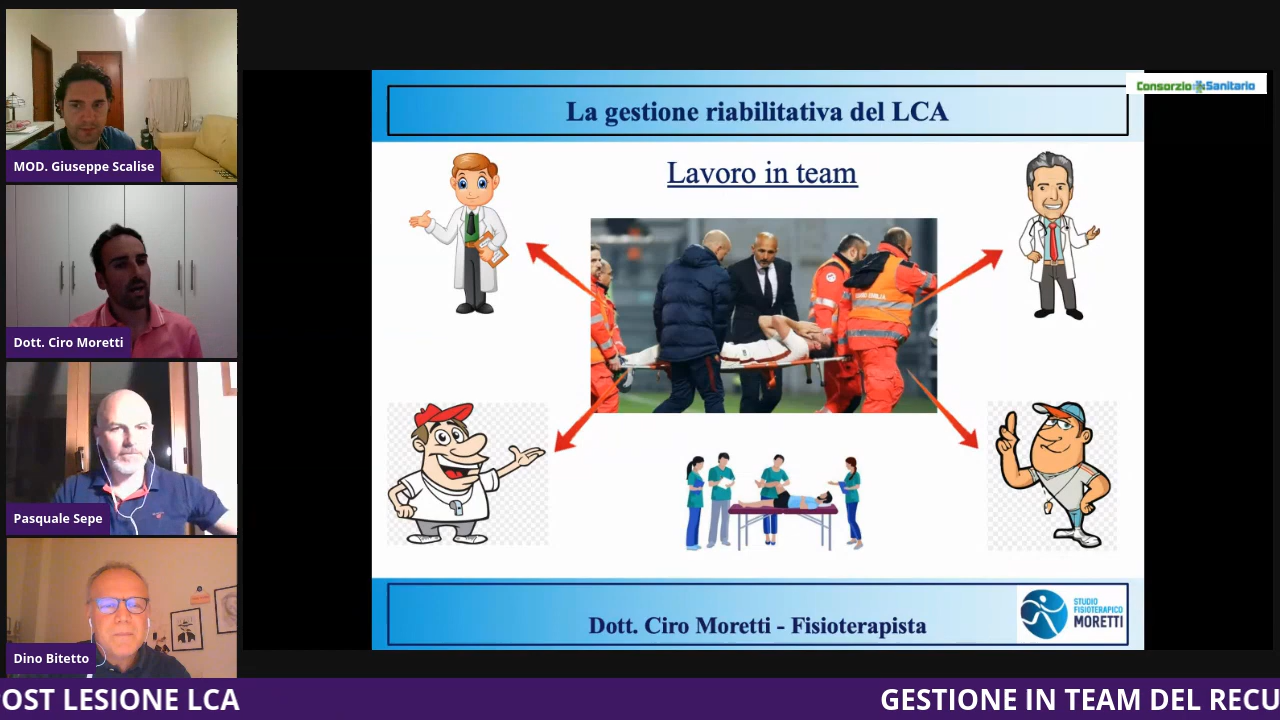 MOD. Giuseppe Scalise
Dott. Ciro Moretti
Pasquale Sepe
Dino Bitetto
Consorzio Sanitario
La gestione riabilitativa del LCA
Lavoro in team
Dott. Ciro Moretti - Fisioterapista
STUDIO
FISIOTERAPICO
MORETTI
OST LESIONE LCA
GESTIONE IN TEAM DEL RECU